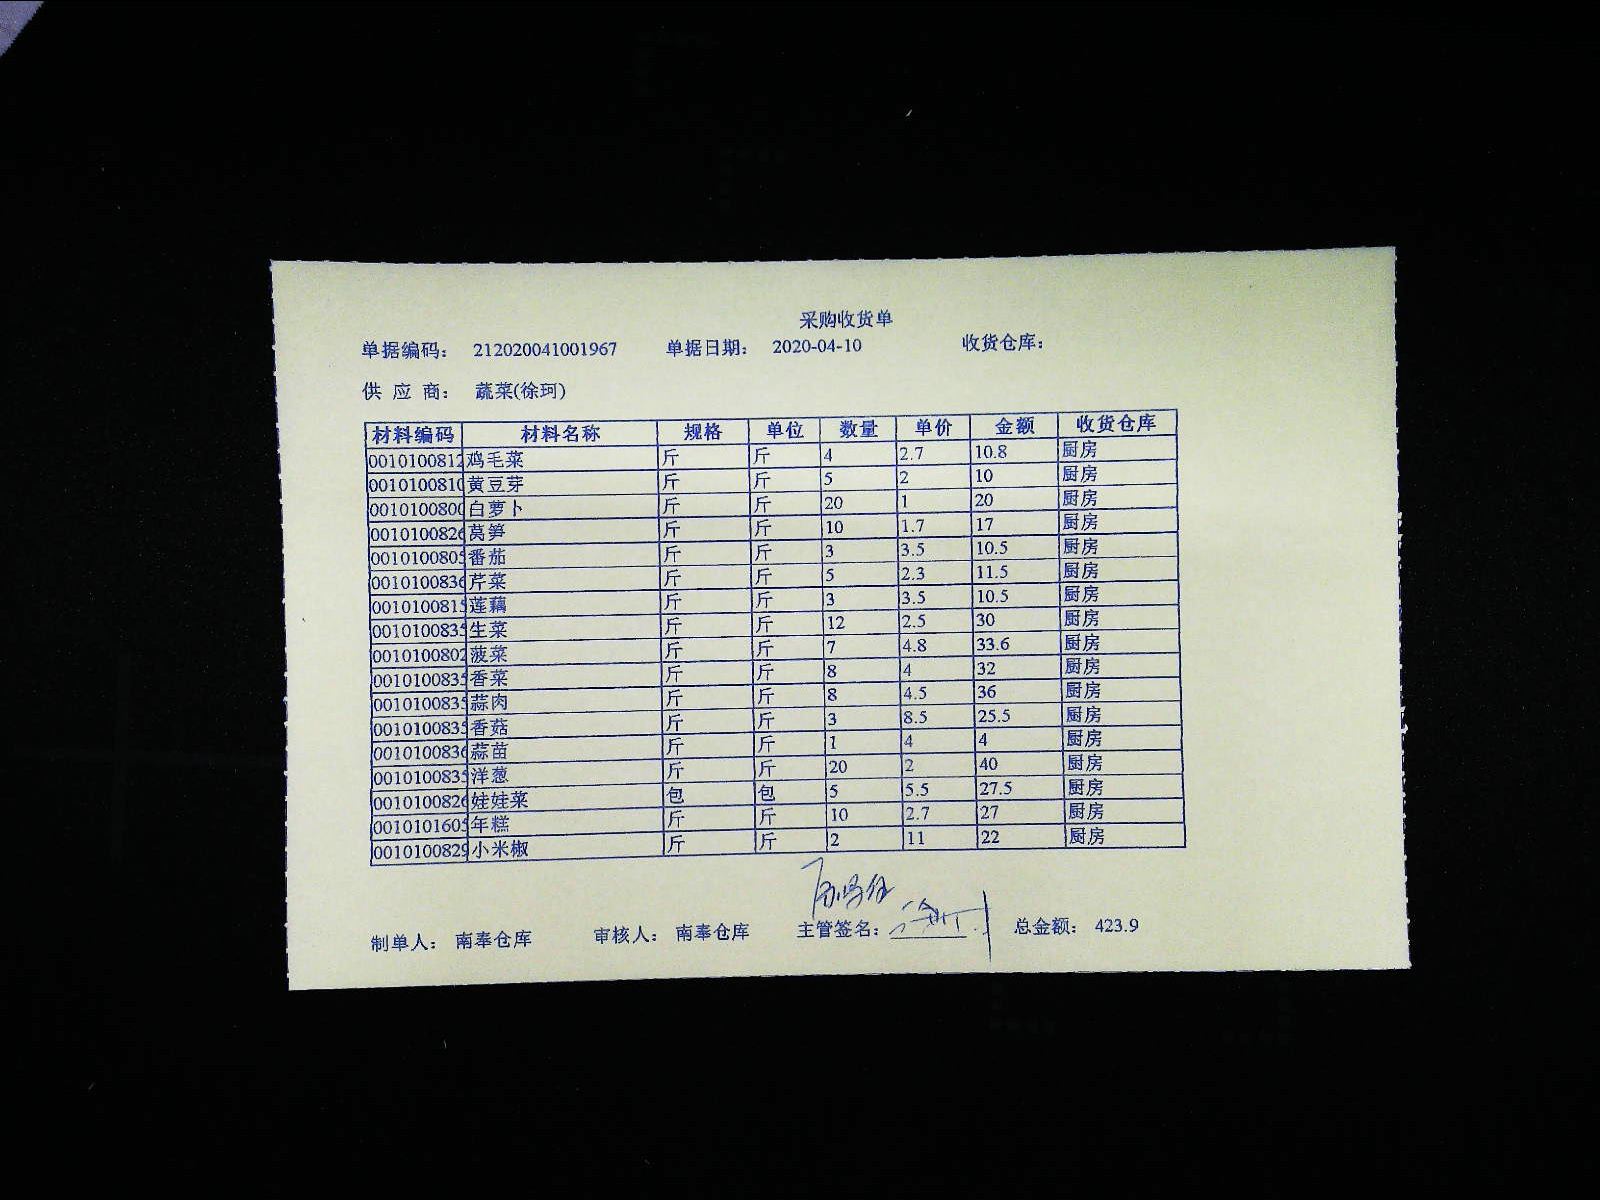 采购收货单
单据编码： 212020041001967 单据日期： 2020-04-10 收货仓库：
供 应 商： 蔬菜(徐珂)
材料编码 材料名称 规格 单位 数量 单价 金额 收货仓库
0010100812 鸡毛菜 斤 斤 4 2.7 10.8 厨房
0010100810 黄豆芽 斤 斤 5 2 10 厨房
0010100800 白萝卜 斤 斤 20 1 20 厨房
0010100826 莴笋 斤 斤 10 1.7 17 厨房
0010100805 番茄 斤 斤 3 3.5 10.5 厨房
0010100836 芹菜 斤 斤 5 2.3 11.5 厨房
0010100815 莲藕 斤 斤 3 3.5 10.5 厨房
0010100835 生菜 斤 斤 12 2.5 30 厨房
0010100802 菠菜 斤 斤 7 4.8 33.6 厨房
0010100835 香菜 斤 斤 8 4 32 厨房
0010100835 蒜肉 斤 斤 8 4.5 36 厨房
0010100835 香菇 斤 斤 3 8.5 25.5 厨房
0010100836 蒜苗 斤 斤 1 4 4 厨房
0010100835 洋葱 斤 斤 20 2 40 厨房
0010100826 娃娃菜 包 包 5 5.5 27.5 厨房
0010101605 年糕 斤 斤 10 2.7 27 厨房
0010100829 小米椒 斤 斤 2 11 22 厨房
制单人： 南奉仓库 审核人： 南奉仓库 主管签名： 总金额： 423.9